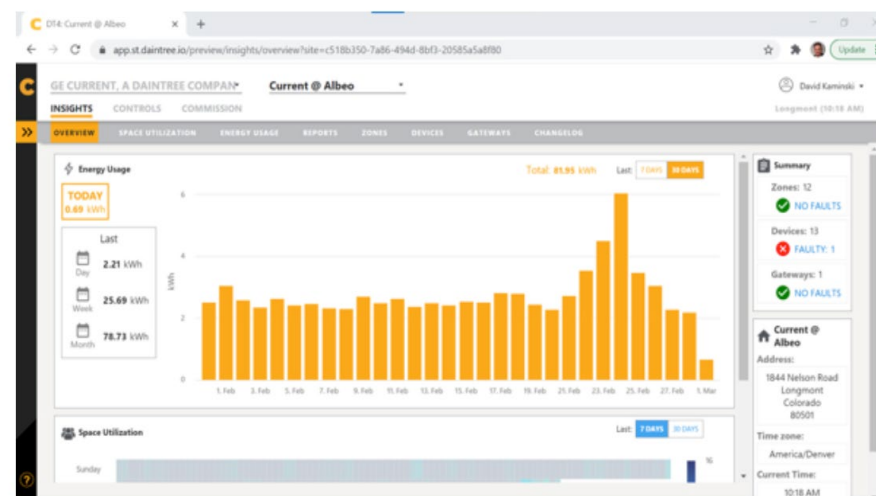 DT4: Current @ Albeo
app.st.daintree.io/preview/insights/overview?site=c518b350-7a86-494d-8bf3-20585a5a8f80
Update
GE CURRENT, A DAINTREE COMPAN
Current @ Albeo
David Kaminski
INSIGHTS CONTROLS COMMISSION
Longmont (10:18 AM)
OVERVIEW SPACE UTILIZATION ENERGY USAGE REPORTS ZONES DEVICES GATEWAYS CHANGELOG
Energy Usage
Total: 81.95 kWh Last: 7 DAYS 30 DAYS
TODAY
0.69 kWh
Last
Day 2.21 kWh
Week 25.69 kWh
Month 78.73 kWh
kWh
6
4
2
0
1. Feb 3. Feb 5. Feb 7. Feb 9. Feb 11. Feb 13. Feb 15. Feb 17. Feb 19. Feb 21. Feb 23. Feb 25. Feb 27. Feb 1. Mar
Space Utilization
Last: 7 DAYS 30 DAYS
Sunday
96
Summary
Zones: 12
NO FAULTS
Devices: 13
FAULTY: 1
Gateways: 1
NO FAULTS
Current @
Albeo
Address:
1844 Nelson Road
Longmont
Colorado
80501
Time zone:
America/Denver
Current Time:
10:18 AM